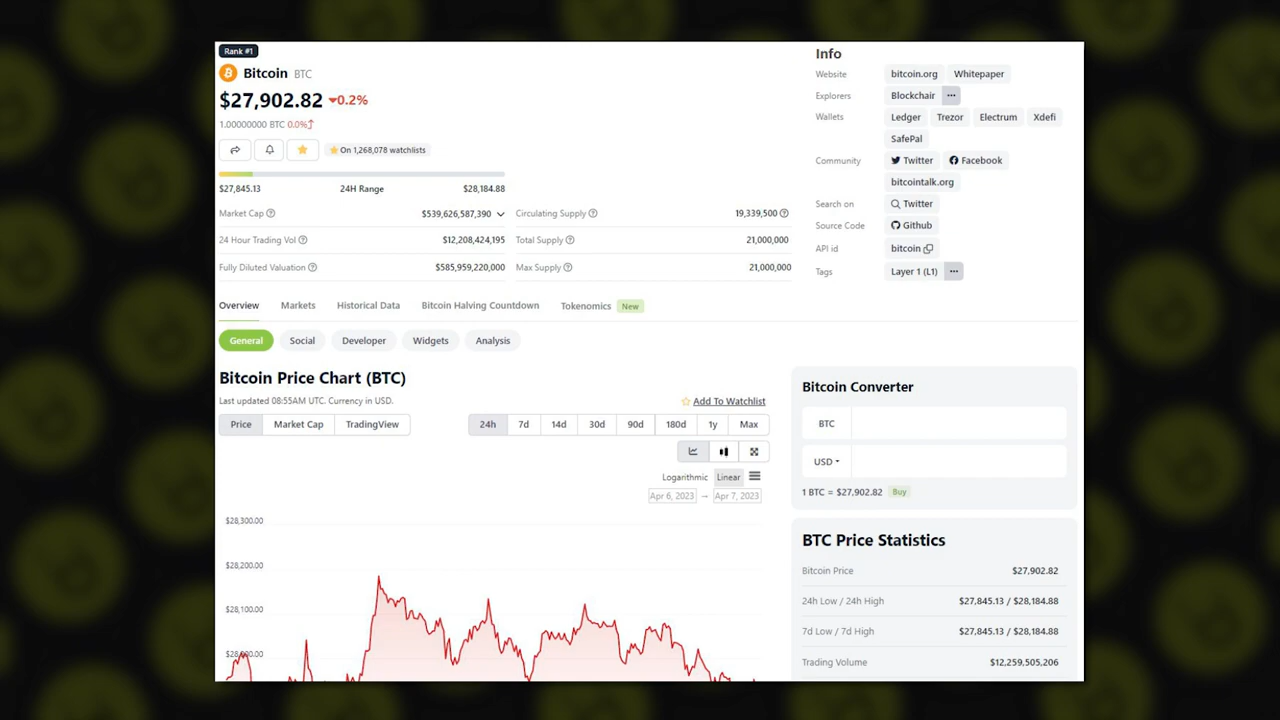 Rank #1
Bitcoin BTC
$27,902.82 0.2%
1.00000000 BTC 0.0%
On 1,268,078 watchlists
$27,845.13 24H Range $28,184.88
Market Cap $539,626,587,390
24 Hour Trading Vol $12,208,424,195
Fully Diluted Valuation $585,959,220,000
Circulating Supply 19,339,500
Total Supply 21,000,000
Max Supply 21,000,000
Info
Website bitcoin.org Whitepaper
Explorers Blockchair
Wallets Ledger Trezor Electrum Xdefi
SafePal
Community Twitter Facebook
bitcointalk.org
Search on Twitter
Source Code Github
API id bitcoin
Tags Layer 1 (L1)
Overview Markets Historical Data Bitcoin Halving Countdown Tokenomics New
General Social Developer Widgets Analysis
Bitcoin Price Chart (BTC)
Last updated 08:55AM UTC. Currency in USD.
Add To Watchlist
Price Market Cap TradingView 24h 7d 14d 30d 90d 180d 1y Max
Logarithmic Linear
Apr 6, 2023 → Apr 7, 2023
$28,300.00
$28,200.00
$28,100.00
$28,000.00
Bitcoin Converter
BTC
USD
1 BTC = $27,902.82 Buy
BTC Price Statistics
Bitcoin Price $27,902.82
24h Low / 24h High $27,845.13 / $28,184.88
7d Low / 7d High $27,845.13 / $28,184.88
Trading Volume $12,259,505,206